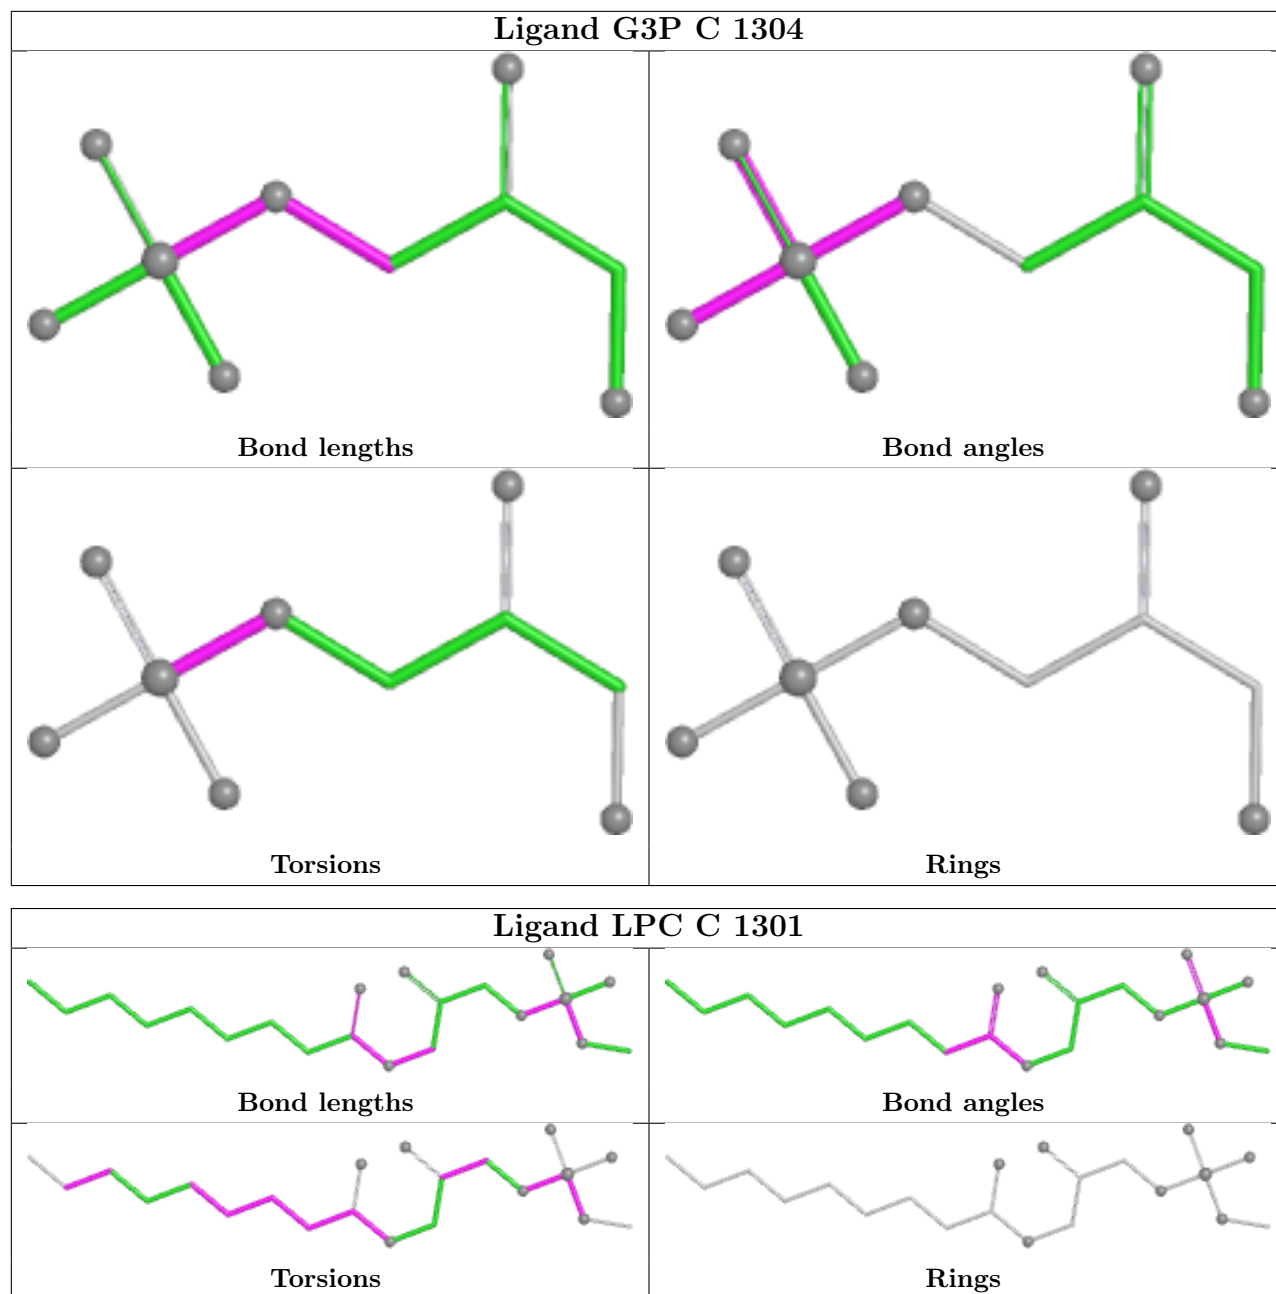 Ligand G3P C 1304
Bond lengths
Bond angles
Torsions
Rings
Ligand LPC C 1301
Bond lengths
Bond angles
Torsions
Rings